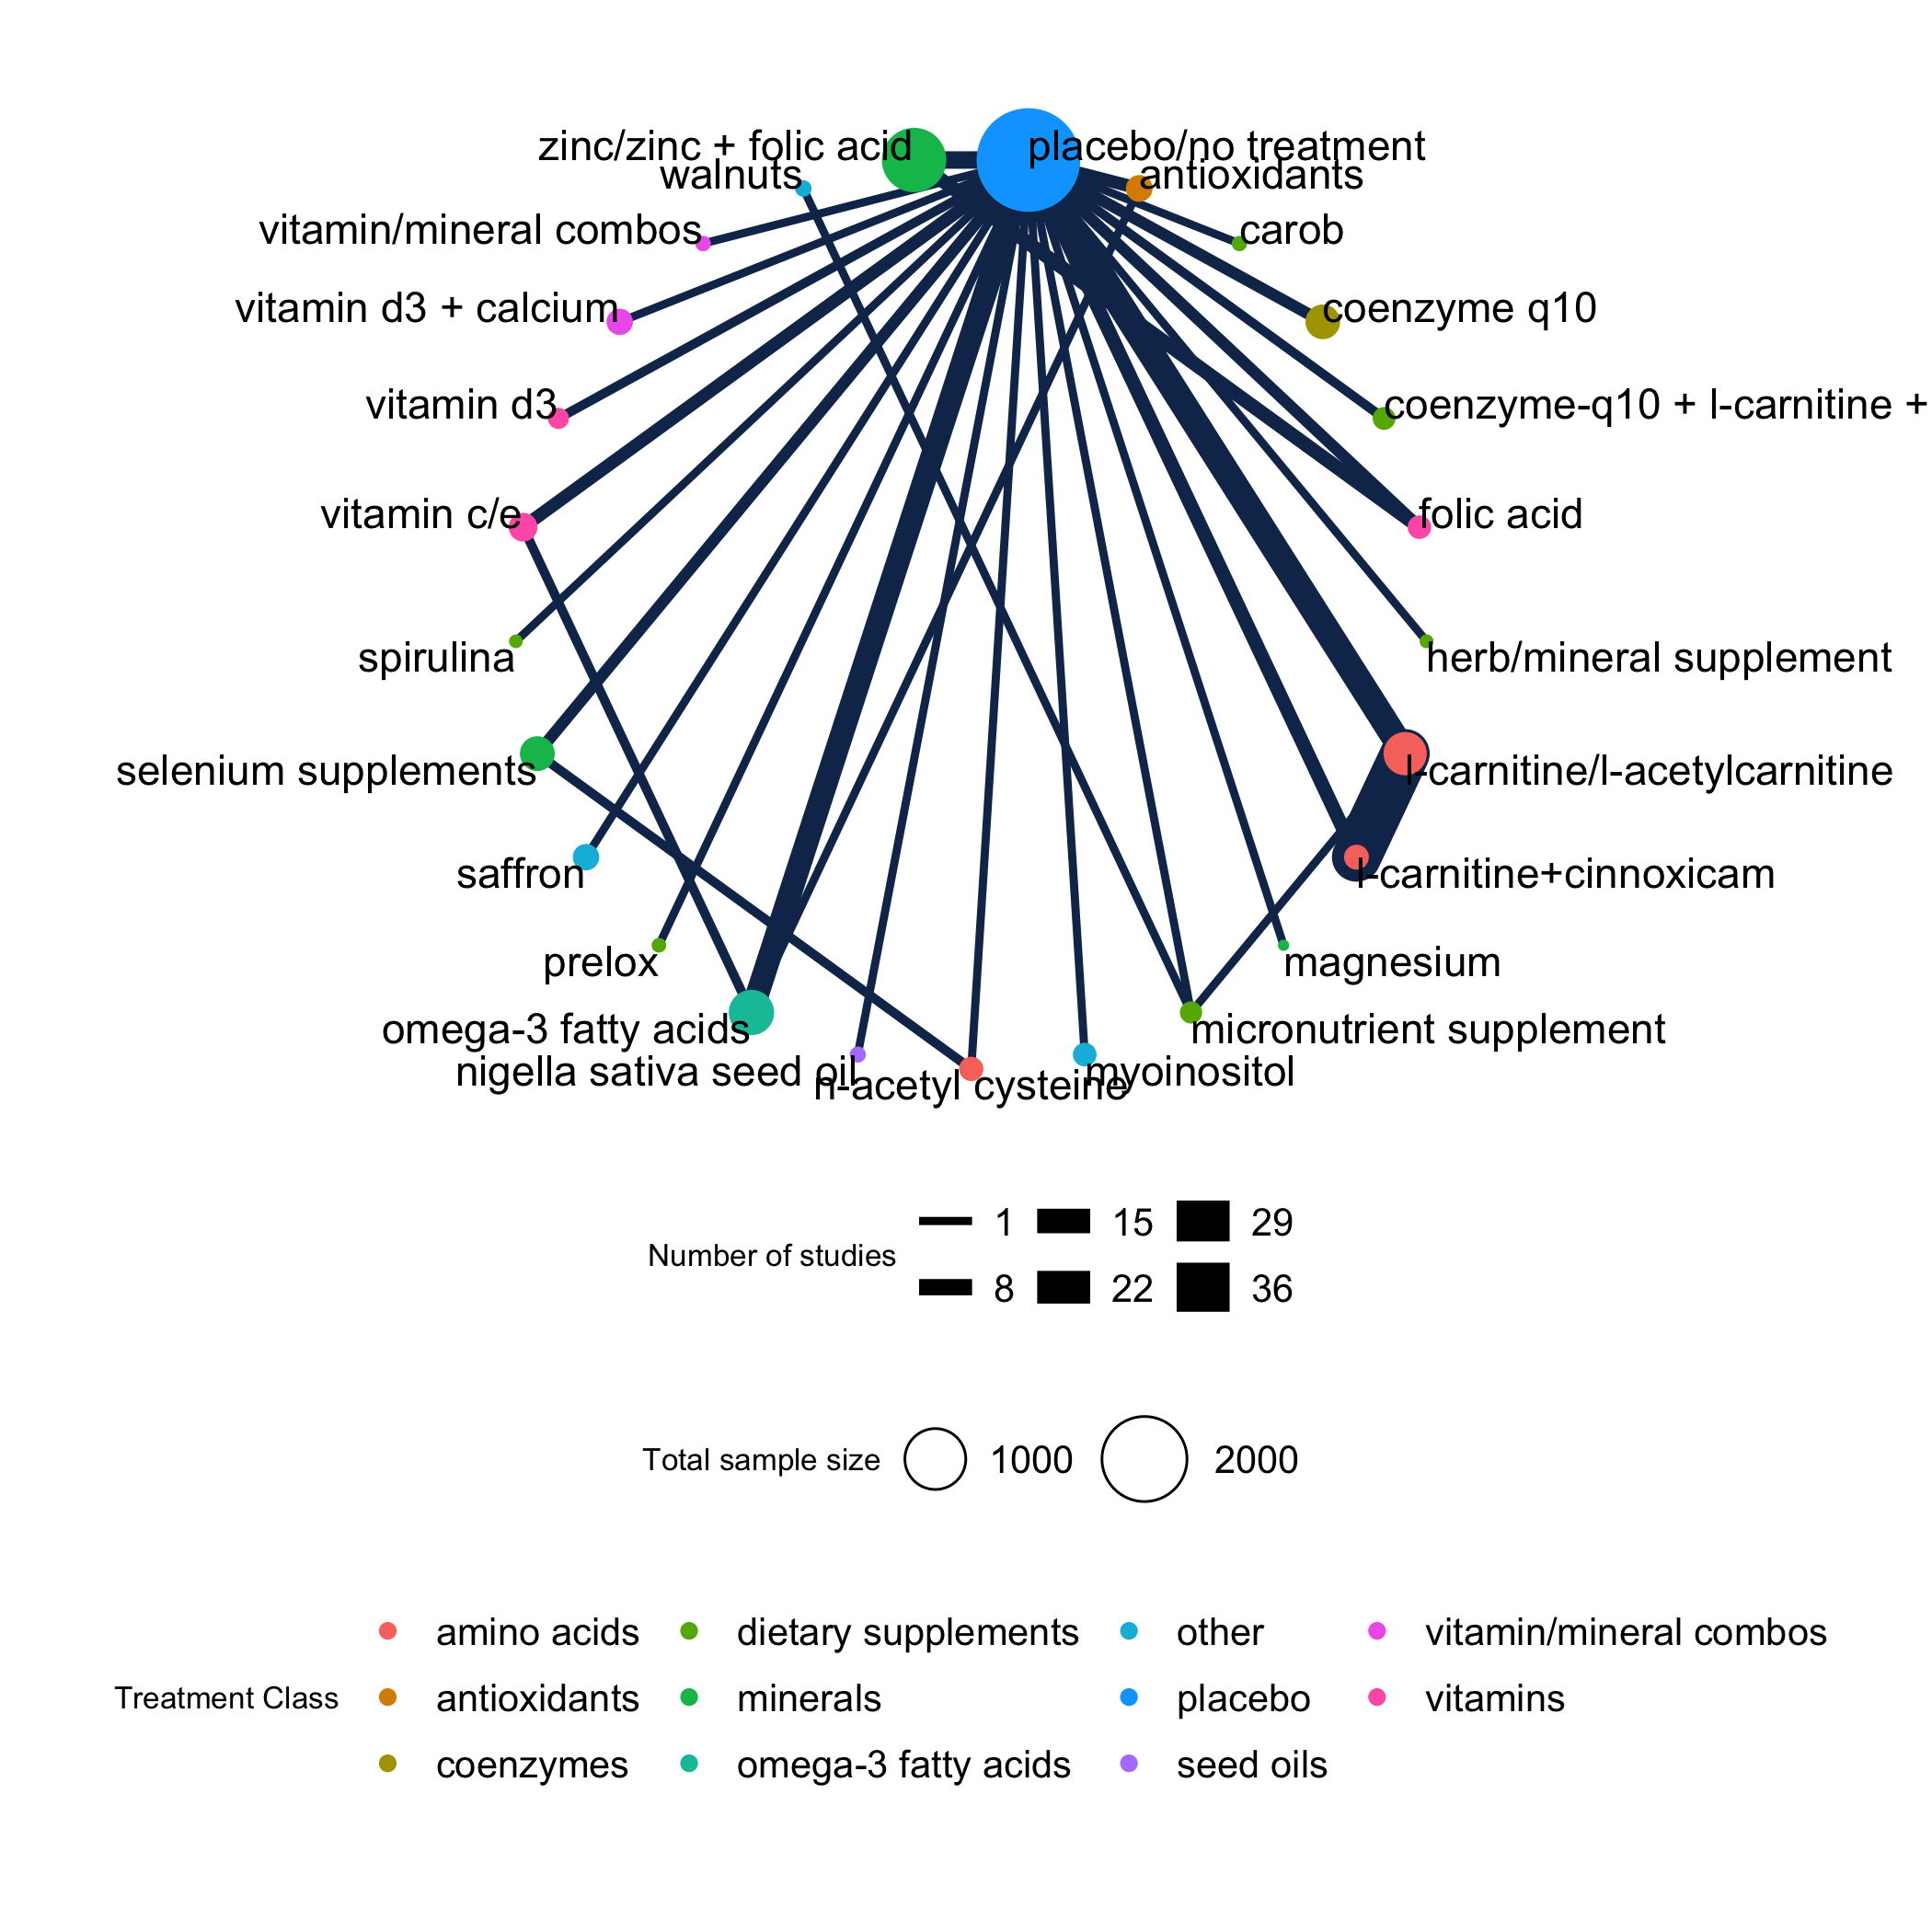 zinc/zinc + folic acid
placebo/no treatment
walnuts
antioxidants
vitamin/mineral combos
carob
vitamin d3 + calcium
coenzyme q10
vitamin d3
coenzyme-q10 + l-carnitine +
vitamin c/e
folic acid
spirulina
herb/mineral supplement
selenium supplements
l-carnitine/l-acetylcarnitine
saffron
l-carnitine+cinnoxicam
prelox
magnesium
omega-3 fatty acids
micronutrient supplement
nigella sativa seed oil
n-acetyl cysteine
myoinositol
Number of studies
1
15
29
8
22
36
Total sample size
1000
2000
Treatment Class
amino acids
dietary supplements
other
vitamin/mineral combos
antioxidants
minerals
placebo
vitamins
coenzymes
omega-3 fatty acids
seed oils